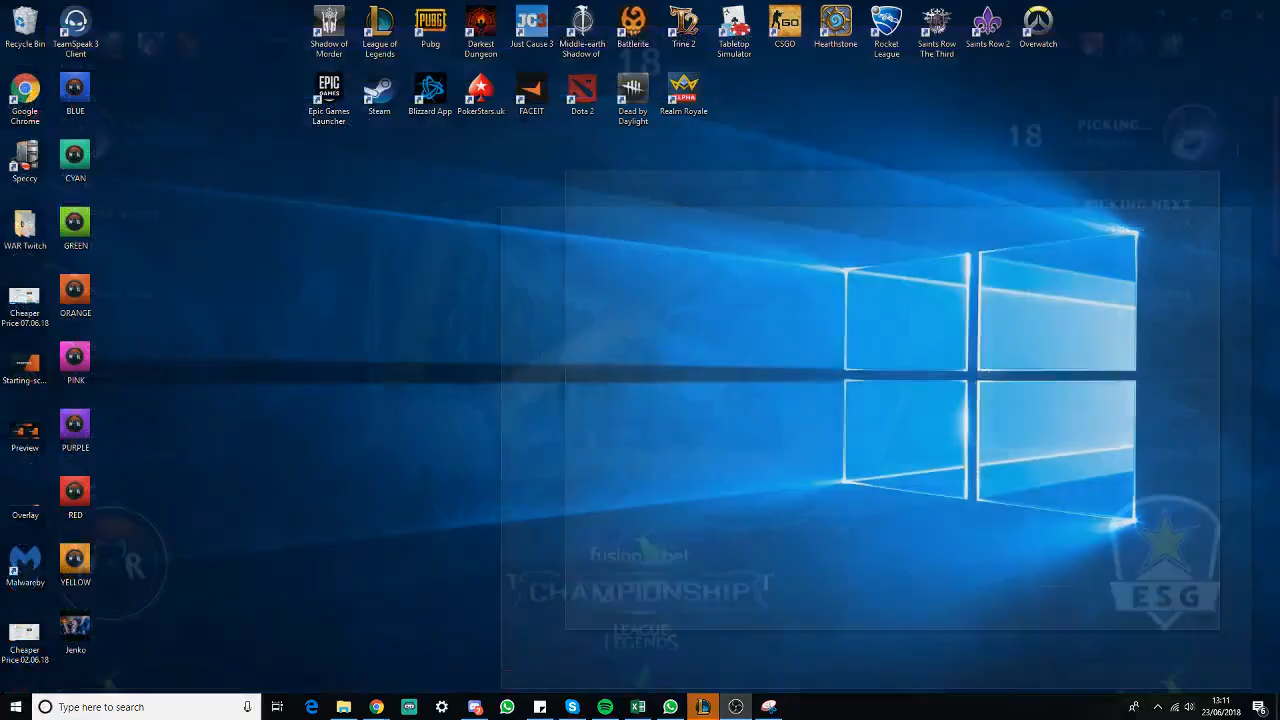 Recycle Bin
TeamSpeak 3
Client
Shadow of
Morder
League of
Legends
Pubg
Darkest
Dungeon
Just Cause 3
Middle-earth
Shadow of
Battlerite
Trine 2
Tabletop
Simulator
CSGO
Hearthstone
Rocket
League
Saints Row
The Third
Saints Row 2
Overwatch
Google
Chrome
BLUE
Epic Games
Launcher
Steam
Blizzard App
PokerStars.uk
FACEIT
Dota 2
Dead by
Daylight
Realm Royale
18
18
PICKING...
Speccy
CYAN
PICKING NEXT
WAR Twitch
GREEN
Cheaper
Price 07.06.18
ORANGE
Starting-sc...
PINK
Preview
PURPLE
Overlay
RED
Malwareby
YELLOW
fusion bet
CHAMPIONSHIP
LEAGUE
LEGENDS
ESG
Cheaper
Price 02.06.18
Jenko
Type here to search
13:11
23/06/2018